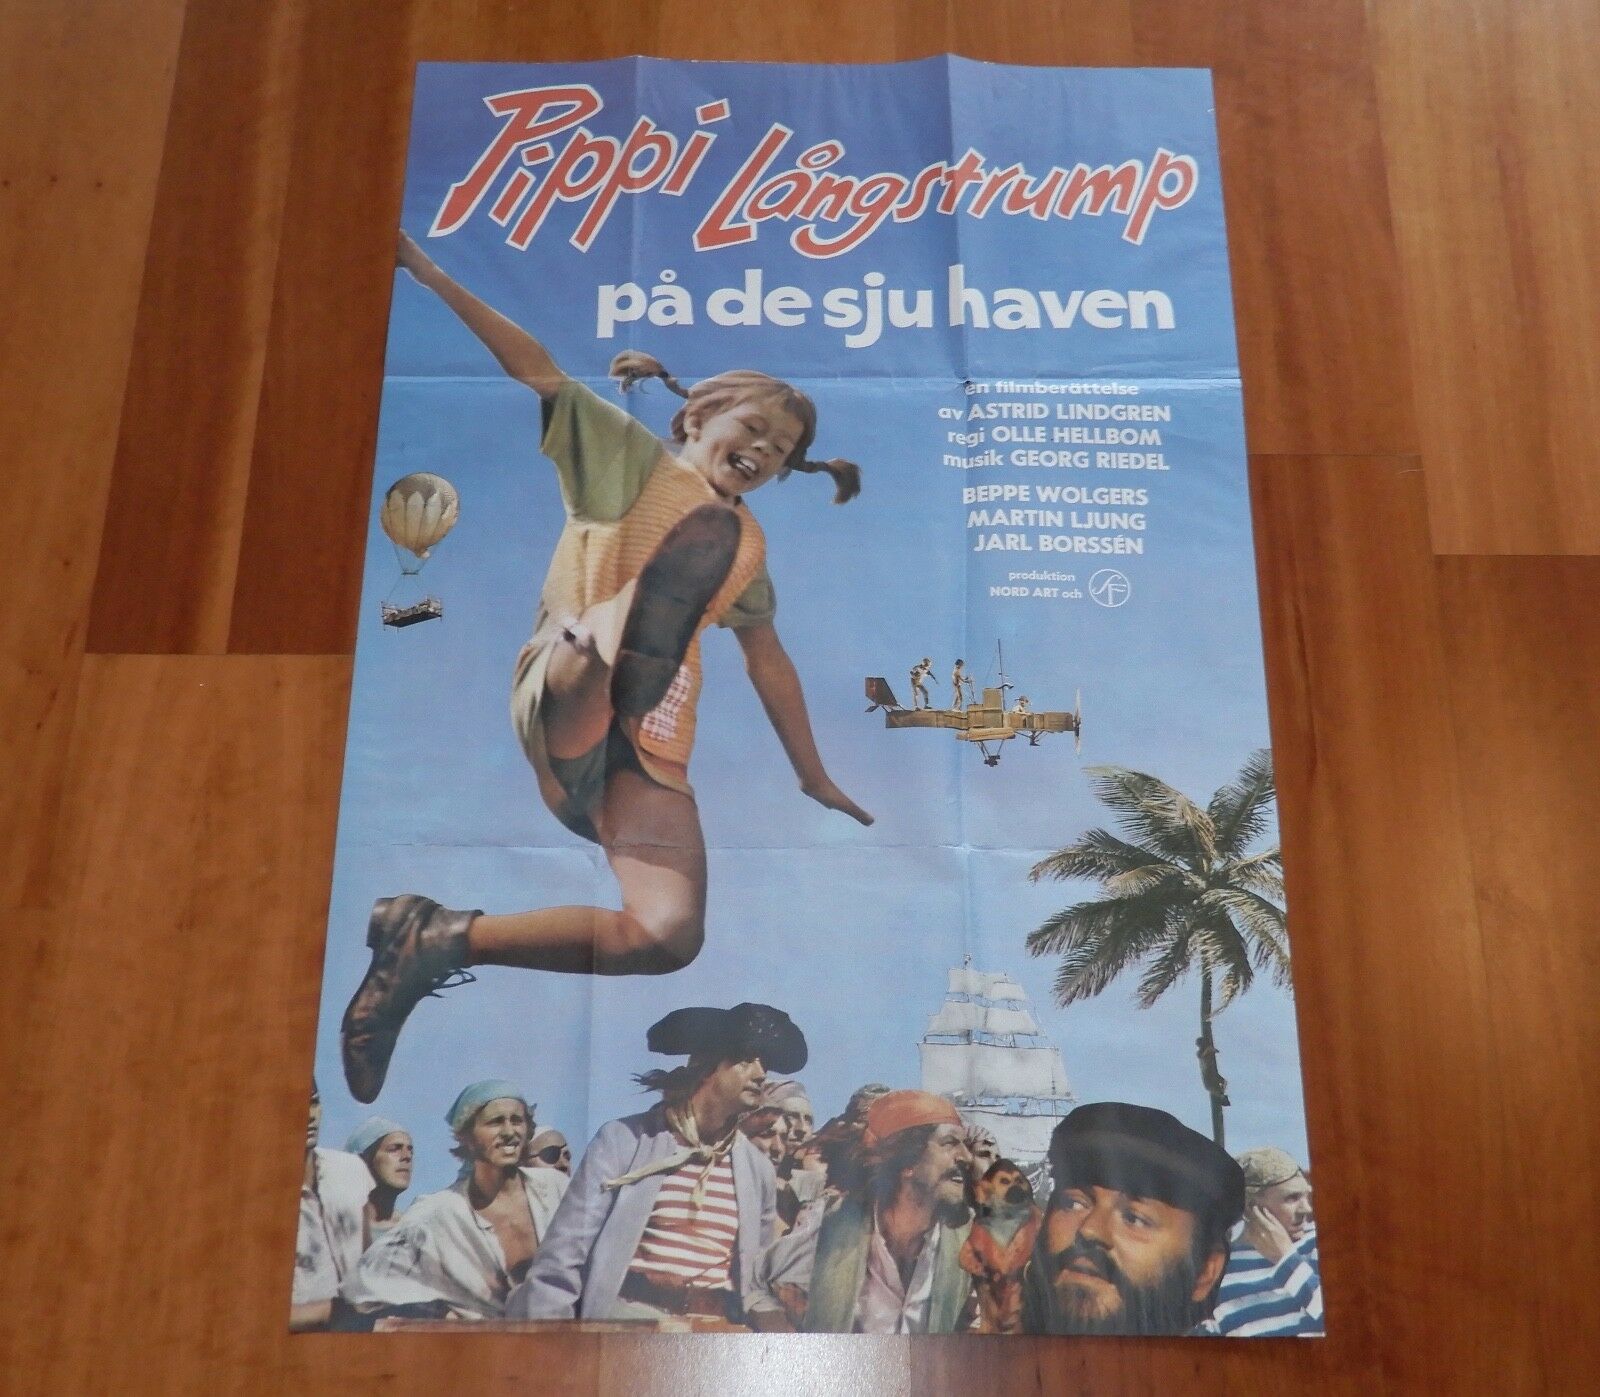 Pippi Långstrump
på de sju haven
en filmberättelse
av ASTRID LINDGREN
regi OLLE HELLBOM
musik GEORG RIEDEL
BEPPE WOLGERS
MARTIN LJUNG
JARL BORSSÉN
produktion
NORD ART och SF